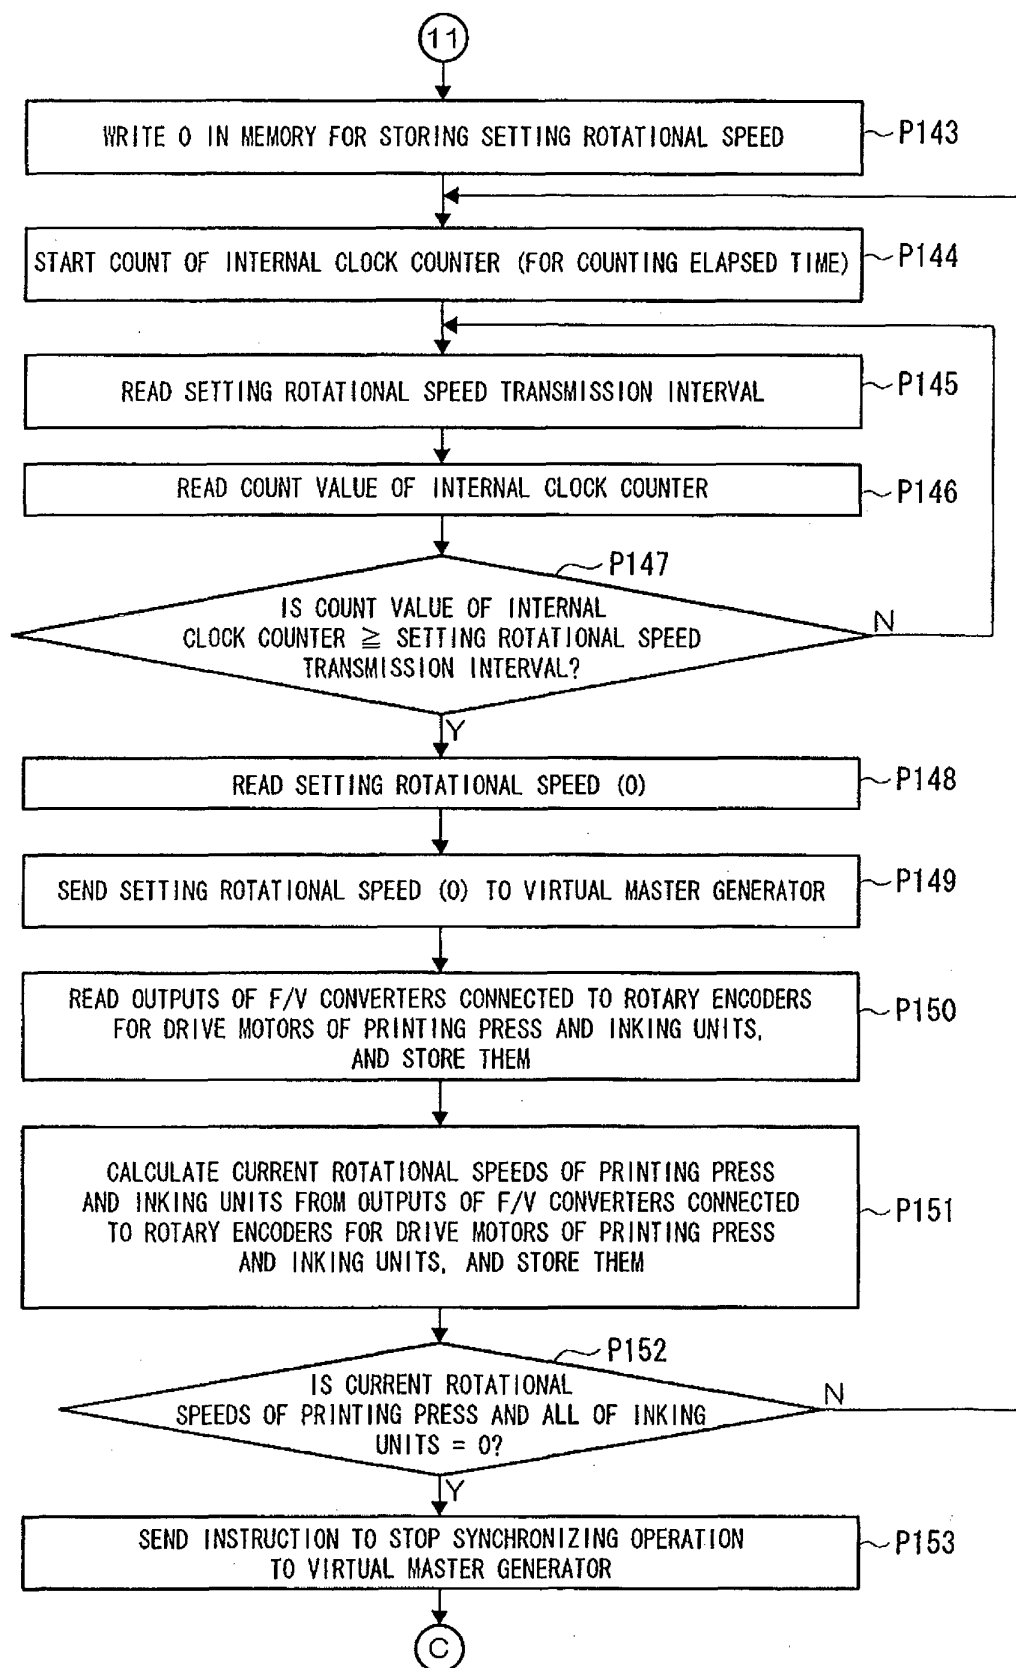 11
WRITE 0 IN MEMORY FOR STORING SETTING ROTATIONAL SPEED
P143
START COUNT OF INTERNAL CLOCK COUNTER (FOR COUNTING ELAPSED TIME)
P144
READ SETTING ROTATIONAL SPEED TRANSMISSION INTERVAL
P145
READ COUNT VALUE OF INTERNAL CLOCK COUNTER
P146
P147
IS COUNT VALUE OF INTERNAL
CLOCK COUNTER ≧ SETTING ROTATIONAL SPEED
TRANSMISSION INTERVAL?
N
Y
READ SETTING ROTATIONAL SPEED (0)
P148
SEND SETTING ROTATIONAL SPEED (0) TO VIRTUAL MASTER GENERATOR
P149
READ OUTPUTS OF F/V CONVERTERS CONNECTED TO ROTARY ENCODERS
FOR DRIVE MOTORS OF PRINTING PRESS AND INKING UNITS,
AND STORE THEM
P150
CALCULATE CURRENT ROTATIONAL SPEEDS OF PRINTING PRESS
AND INKING UNITS FROM OUTPUTS OF F/V CONVERTERS CONNECTED
TO ROTARY ENCODERS FOR DRIVE MOTORS OF PRINTING PRESS
AND INKING UNITS, AND STORE THEM
P151
P152
IS CURRENT ROTATIONAL
SPEEDS OF PRINTING PRESS AND ALL OF INKING
UNITS = 0?
N
Y
SEND INSTRUCTION TO STOP SYNCHRONIZING OPERATION
TO VIRTUAL MASTER GENERATOR
P153
C